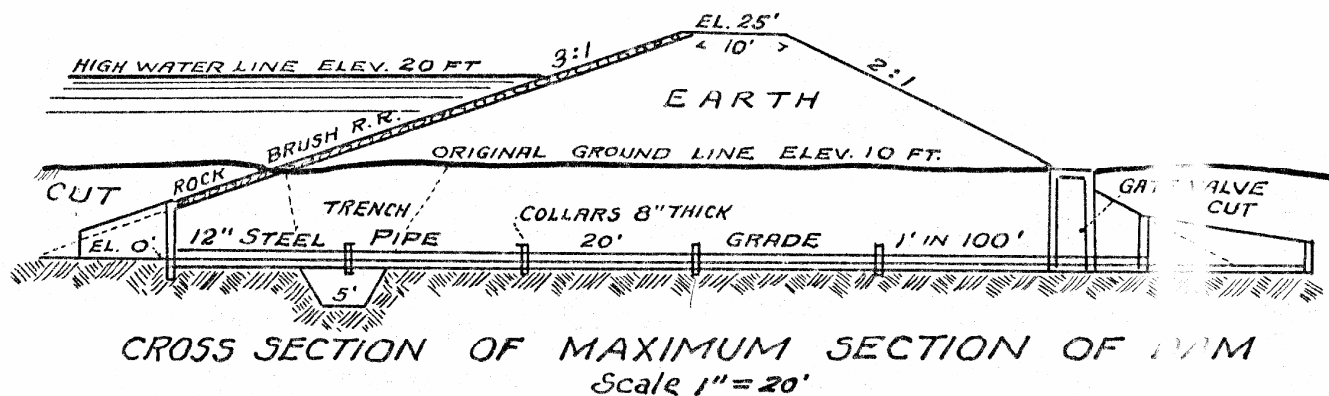 EL. 25'
10'
3:1
2:1
HIGH WATER LINE ELEV. 20 FT
EARTH
BRUSH R.R.
ORIGINAL GROUND LINE ELEV. 10 FT.
ROCK
CUT
TRENCH
COLLARS 8" THICK
VALVE
CUT
EL. 0'
12" STEEL PIPE 20' GRADE 1' IN 100'
5'
CROSS SECTION OF MAXIMUM SECTION OF
Scale 1" = 20'